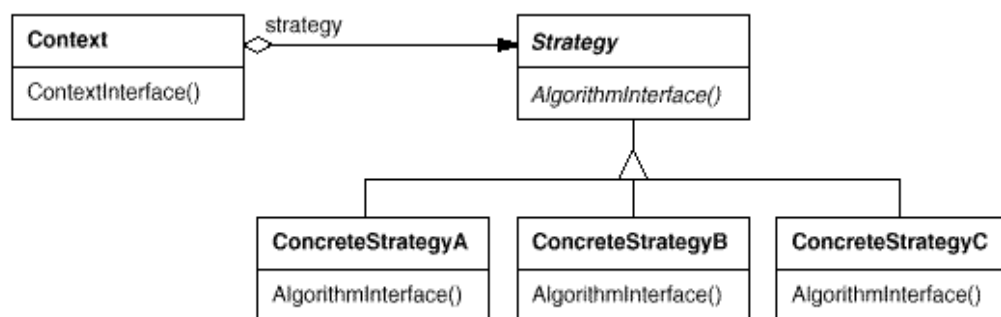 strategy
Context
Strategy
ContextInterface()
AlgorithmInterface()
ConcreteStrategyA
ConcreteStrategyB
ConcreteStrategyC
AlgorithmInterface()
AlgorithmInterface()
AlgorithmInterface()